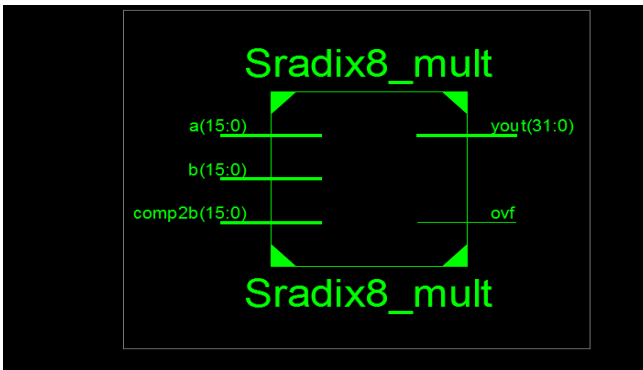 Sradix8_mult
a(15:0)
yout(31:0)
b(15:0)
comp2b(15:0)
ovf
Sradix8_mult